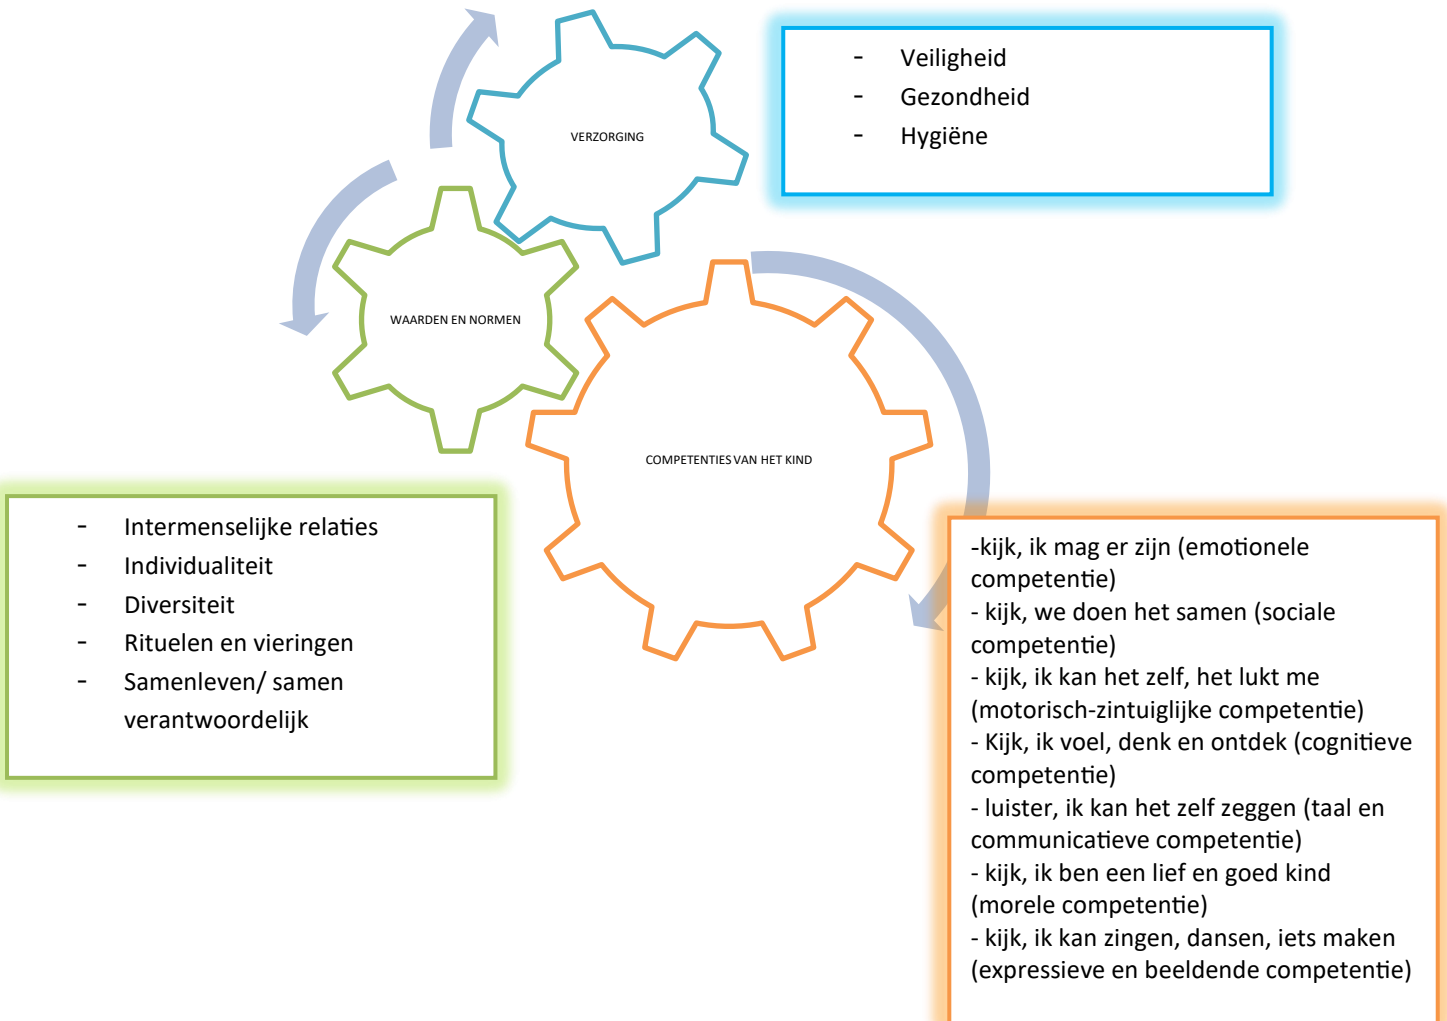 VERZORGING
- Veiligheid
- Gezondheid
- Hygiëne
WAARDEN EN NORMEN
COMPETENTIES VAN HET KIND
- Intermenselijke relaties
- Individualiteit
- Diversiteit
- Rituelen en vieringen
- Samenleven/ samen
verantwoordelijk
-kijk, ik mag er zijn (emotionele
competentie)
- kijk, we doen het samen (sociale
competentie)
- kijk, ik kan het zelf, het lukt me
(motorisch-zintuiglijke competentie)
- Kijk, ik voel, denk en ontdek (cognitieve
competentie)
- luister, ik kan het zelf zeggen (taal en
communicatieve competentie)
- kijk, ik ben een lief en goed kind
(morele competentie)
- kijk, ik kan zingen, dansen, iets maken
(expressieve en beeldende competentie)